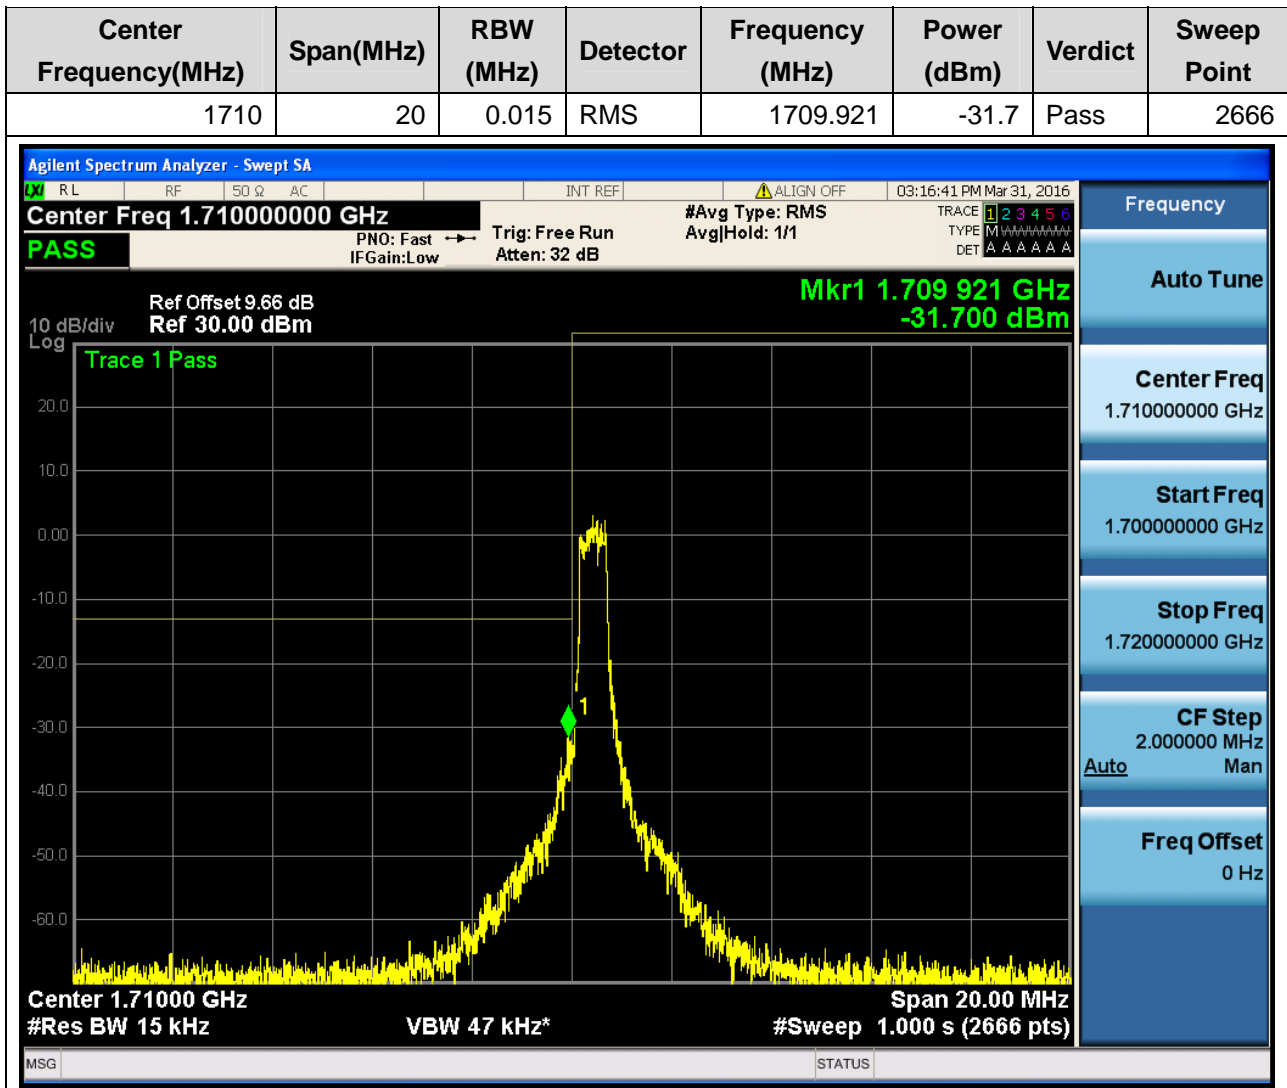 Center Frequency(MHz) Span(MHz) RBW (MHz) Detector Frequency (MHz) Power (dBm) Verdict Sweep Point
1710 20 0.015 RMS 1709.921 -31.7 Pass 2666
Agilent Spectrum Analyzer - Swept SA
LXI RL RF 50 Ω AC INT REF ALIGN OFF 03:16:41 PM Mar 31, 2016
Center Freq 1.710000000 GHz
PASS
PNO: Fast
IFGain:Low
Trig: Free Run
Atten: 32 dB
#Avg Type: RMS
Avg|Hold: 1/1
TRACE 1 2 3 4 5 6
TYPE M WWWWW
DET A A A A A A
Mkr1 1.709 921 GHz
-31.700 dBm
Ref Offset 9.66 dB
10 dB/div Ref 30.00 dBm
Log
Trace 1 Pass
20.0
10.0
0.00
-10.0
-20.0
1
-30.0
-40.0
-50.0
-60.0
Center 1.71000 GHz Span 20.00 MHz
#Res BW 15 kHz VBW 47 kHz* #Sweep 1.000 s (2666 pts)
MSG STATUS
Frequency
Auto Tune
Center Freq
1.710000000 GHz
Start Freq
1.700000000 GHz
Stop Freq
1.720000000 GHz
CF Step
2.000000 MHz
Auto Man
Freq Offset
0 Hz